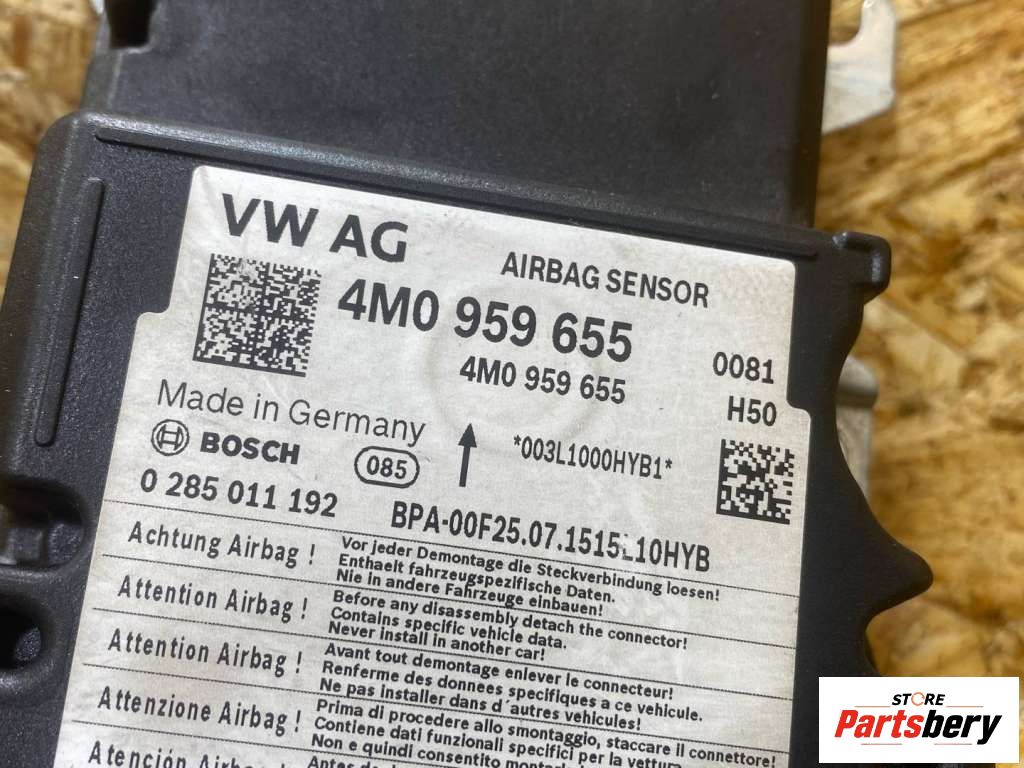 VW AG
AIRBAG SENSOR
4M0 959 655
4M0 959 655
0081
H50
Made in Germany
BOSCH
085
*003L1000HYB1*
0 285 011 192
BPA-00F25.07.1515 10HYB
Achtung Airbag !
Vor jeder Demontage die Steckverbindung loesen!
Enthaelt fahrzeugspezifische Daten.
Nie in andere Fahrzeuge einbauen!
Attention Airbag !
Before any disassembly detach the connector!
Contains specific vehicle data.
Never install in another car!
Attention Airbag !
Avant tout demontage enlever le connecteur!
Renferme des donnees specifiques a ce vehicule.
Ne pas installer dans d´autres vehicules!
Attenzione Airbag !
Prima di procedere allo smontaggio, staccare il connettore!
Contiene dati funzionali specifici per la vettura
Non e quindi consentito
Atención Airbag !
Antes
STORE
Partsbery